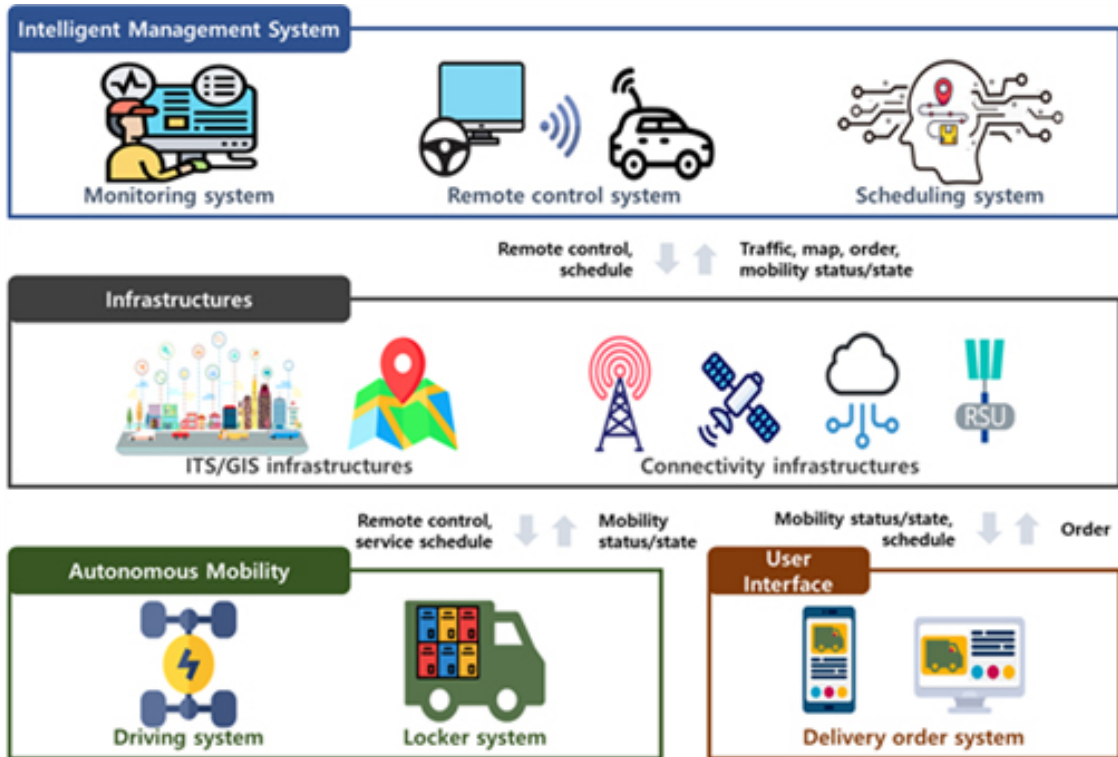 Intelligent Management System
Monitoring system
Remote control system
Scheduling system
Remote control,
schedule
Traffic, map, order,
mobility status/state
Infrastructures
RSU
ITS/GIS infrastructures
Connectivity infrastructures
Remote control,
service schedule
Mobility
status/state
Mobility status/state,
schedule
Order
Autonomous Mobility
User
Interface
Driving system
Locker system
Delivery order system